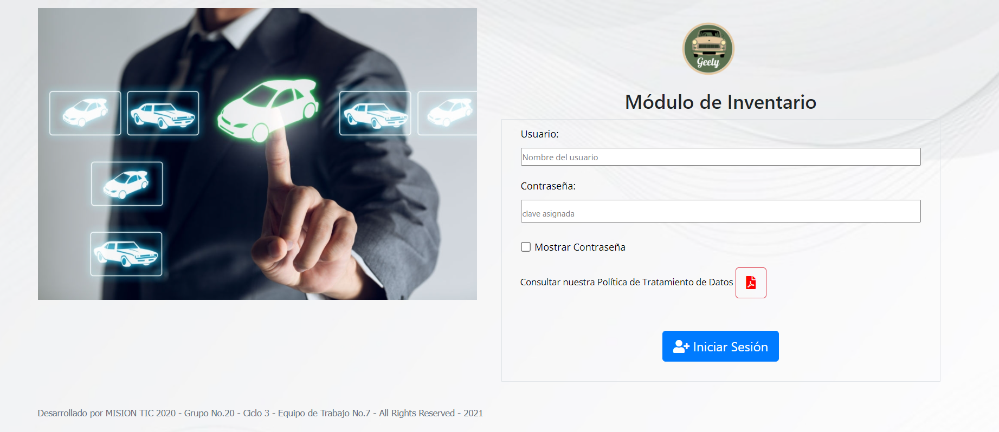 Geely
Módulo de Inventario
Usuario:
Nombre del usuario
Contraseña:
clave asignada
Mostrar Contraseña
Consultar nuestra Política de Tratamiento de Datos
Iniciar Sesión
Desarrollado por MISION TIC 2020 - Grupo No.20 - Ciclo 3 - Equipo de Trabajo No.7 - All Rights Reserved - 2021